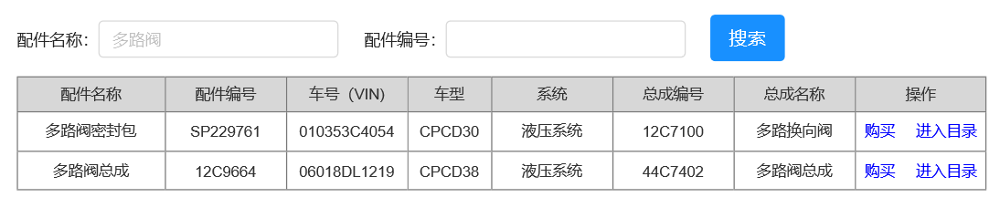 配件名称： 多路阀 配件编号： 搜索
配件名称 配件编号 车号（VIN） 车型 系统 总成编号 总成名称 操作
多路阀密封包 SP229761 010353C4054 CPCD30 液压系统 12C7100 多路换向阀 购买 进入目录
多路阀总成 12C9664 06018DL1219 CPCD38 液压系统 44C7402 多路阀总成 购买 进入目录